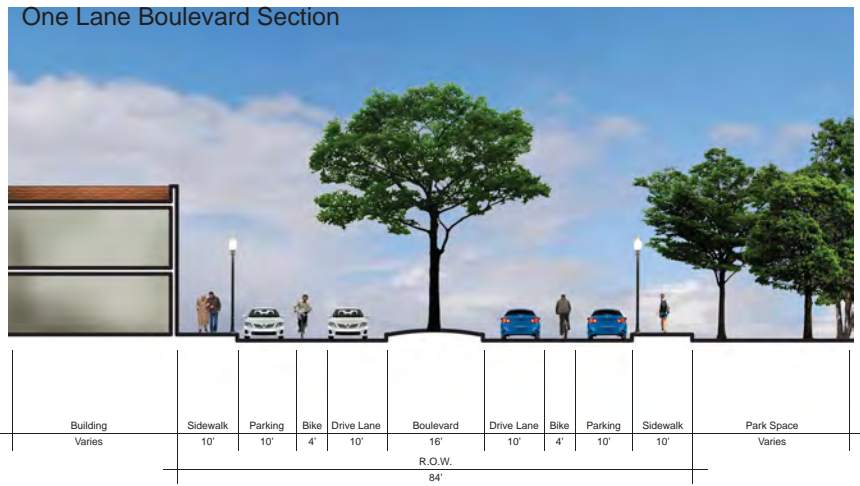 One Lane Boulevard Section
Building Sidewalk Parking Bike Drive Lane Boulevard Drive Lane Bike Parking Sidewalk Park Space
Varies 10' 10' 4' 10' 16' 10' 4' 10' 10' Varies
R.O.W.
84'